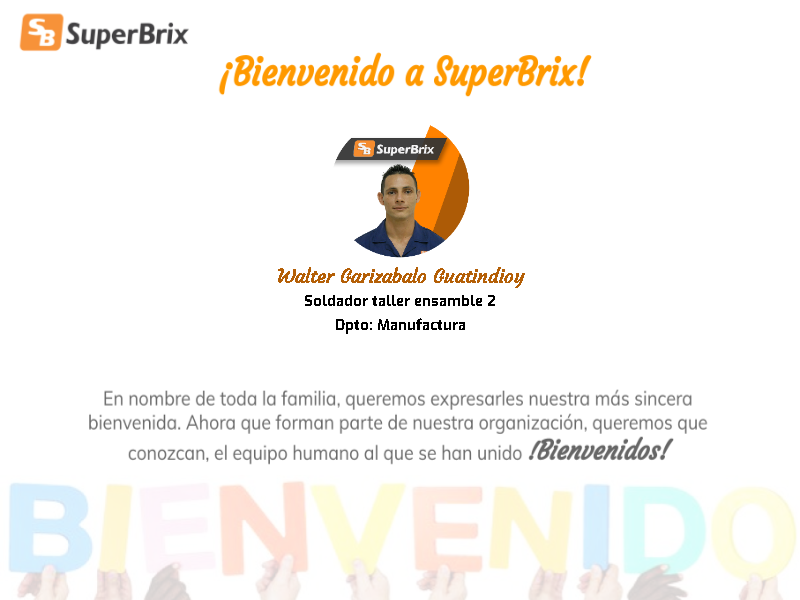 SuperBrix
¡Bienvenido a SuperBrix!
SuperBrix
Walter Garizabalo Guatindioy
Soldador taller ensamble 2
Dpto: Manufactura
En nombre de toda la familia, queremos expresarles nuestra más sincera
bienvenida. Ahora que forman parte de nuestra organización, queremos que
conozcan, el equipo humano al que se han unido ¡Bienvenidos!
BIENVENIDO